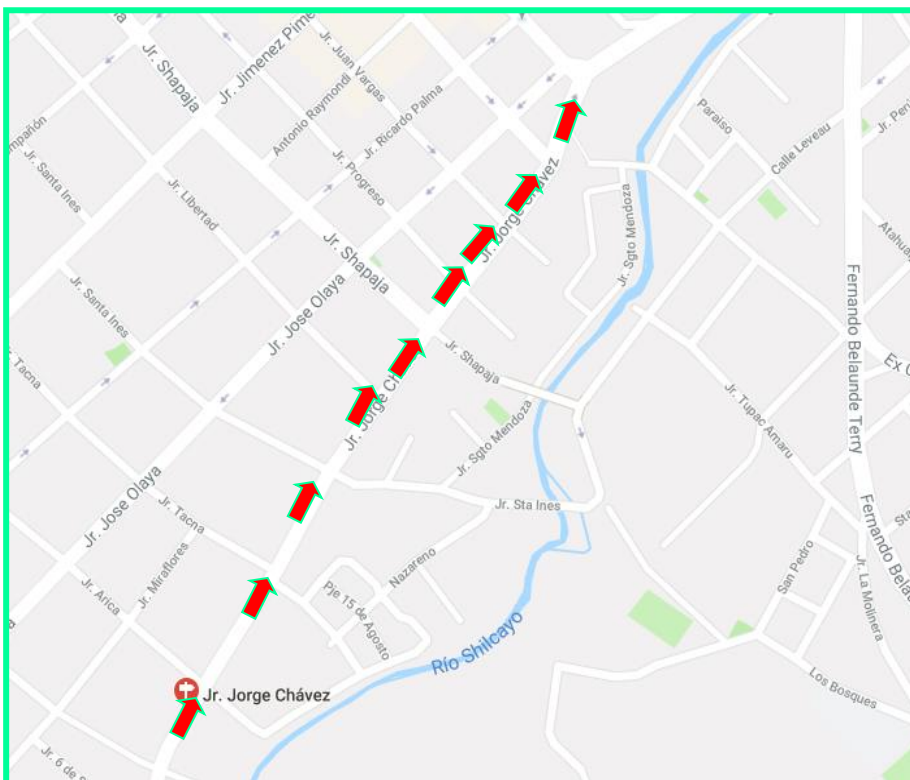 Jr. Shapaja
Jr. Jimenez Pime
Jr. Juan Vargas
Antonio Raymondi
Jr. Ricardo Palma
Jr. Progreso
Jr. Santa Ines
Jr. Libertad
Paraiso
Calle Leveau
Jr. Jorge Chávez
Jr. Sgto Mendoza
Jr. Shapaja
Jr. Santa Ines
Jr. Jose Olaya
Fernando Belaunde Terry
Jr. Shapaja
Jr. Tupac Amaru
Jr. Sgto Mendoza
Jr. Jose Olaya
Jr. Tacna
Jr. Sta Ines
Jr. Miraflores
Jr. Arica
Nazareno
Pje 15 de Agosto
San Pedro
Jr. La Molinera
Río Shilcayo
Los Bosques
Jr. Jorge Chávez